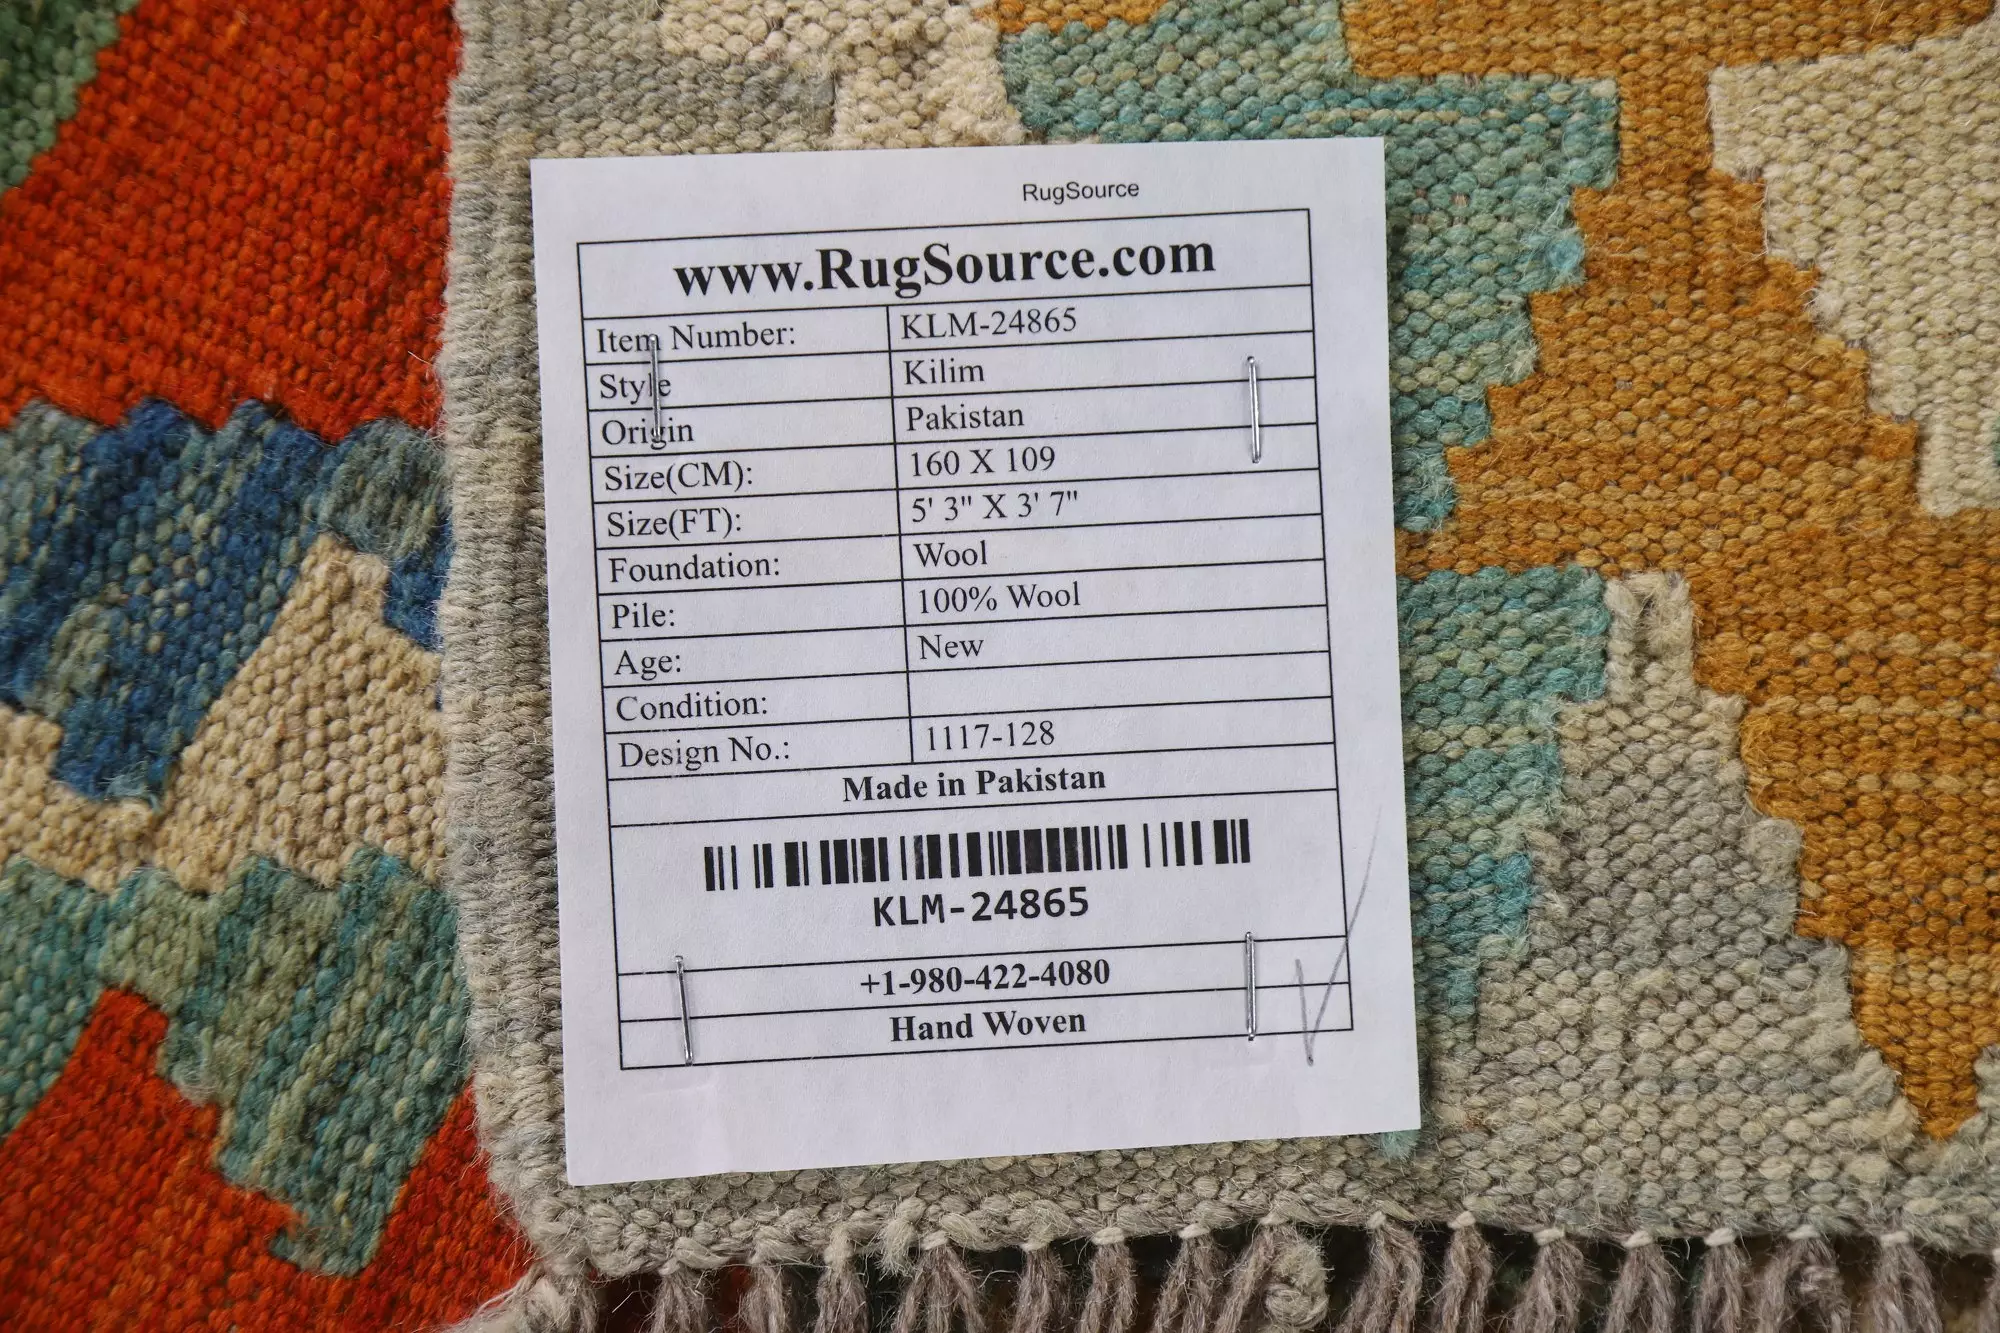 RugSource
www.RugSource.com
Item Number: KLM-24865
Style Kilim
Origin Pakistan
Size(CM): 160 X 109
Size(FT): 5' 3" X 3' 7"
Foundation: Wool
Pile: 100% Wool
Age: New
Condition:
Design No.: 1117-128
Made in Pakistan
KLM-24865
+1-980-422-4080
Hand Woven